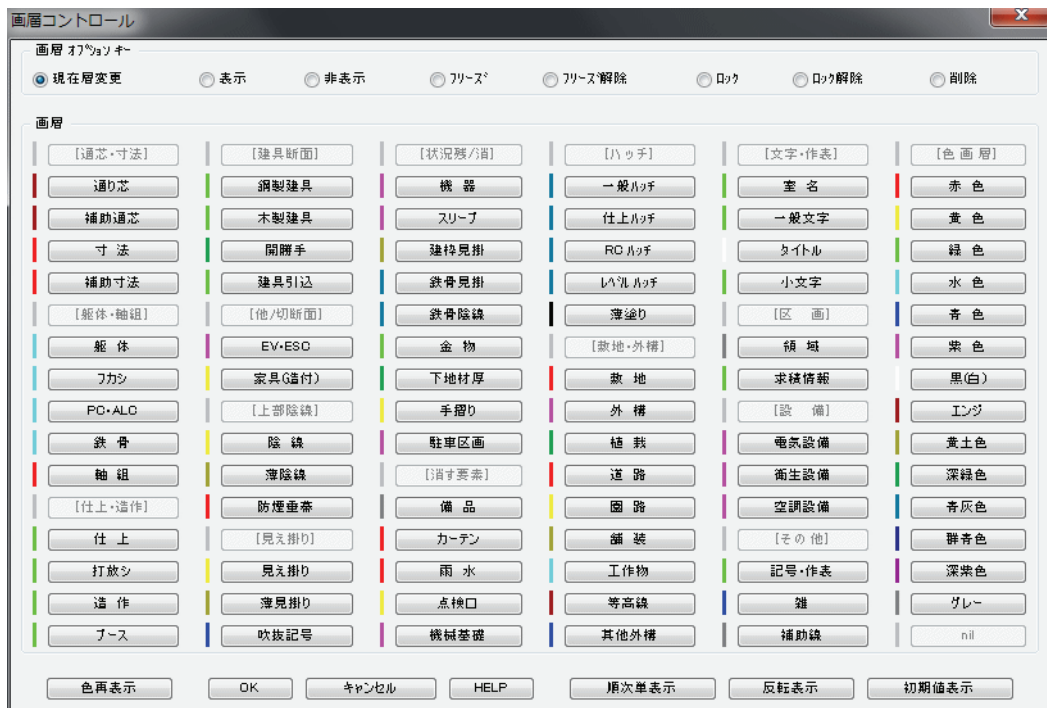 画層コントロール
画層 ｵﾌﾟｼｮﾝ ｷｰ
現在層変更 表示 非表示 ﾌﾘｰｽﾞ ﾌﾘｰｽﾞ解除 ﾛｯｸ ﾛｯｸ解除 削除
画層
[通芯･寸法] [建具断面] [状況残/消] [ハッチ] [文字･作表] [色 画 層]
通り芯 鋼製建具 機 器 一般ﾊｯﾁ 室 名 赤 色
補助通芯 木製建具 スリーブ 仕上ﾊｯﾁ 一般文字 黄 色
寸 法 開勝手 建枠見掛 RC ﾊｯﾁ タイトル 緑 色
補助寸法 建具引込 鉄骨見掛 ﾚﾍﾞﾙ ﾊｯﾁ 小文字 水 色
[躯体･軸組] [他/切断面] 鉄骨陰線 薄塗り [区 画] 青 色
躯 体 EV･ESC 金 物 [敷地･外構] 領 域 紫 色
フカシ 家具(造付) 下地材厚 敷 地 求積情報 黒(白)
PC･ALC [上部陰線] 手摺り 外 構 [設 備] エンジ
鉄 骨 陰 線 駐車区画 植 栽 電気設備 黄土色
軸 組 薄陰線 [消す要素] 道 路 衛生設備 深緑色
[仕上･造作] 防煙垂幕 備 品 園 路 空調設備 青灰色
仕 上 [見え掛り] カーテン 舗 装 [その他] 群青色
打放シ 見え掛り 雨 水 工作物 記号･作表 深紫色
造 作 薄見掛り 点検口 等高線 雑 グレー
ブース 吹抜記号 機械基礎 其他外構 補助線 nil
色再表示 OK キャンセル HELP 順次単表示 反転表示 初期値表示